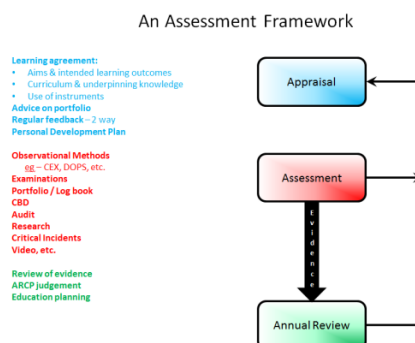 An Assessment Framework
Learning agreement:
• Aims & intended learning outcomes
• Curriculum & underpinning knowledge
• Use of instruments
Advice on portfolio
Regular feedback – 2 way
Personal Development Plan
Observational Methods
eg – CEX, DOPS, etc.
Examinations
Portfolio / Log book
CBD
Audit
Research
Critical Incidents
Video, etc.
Review of evidence
ARCP judgement
Education planning
Appraisal
Assessment
Evidence
Annual Review